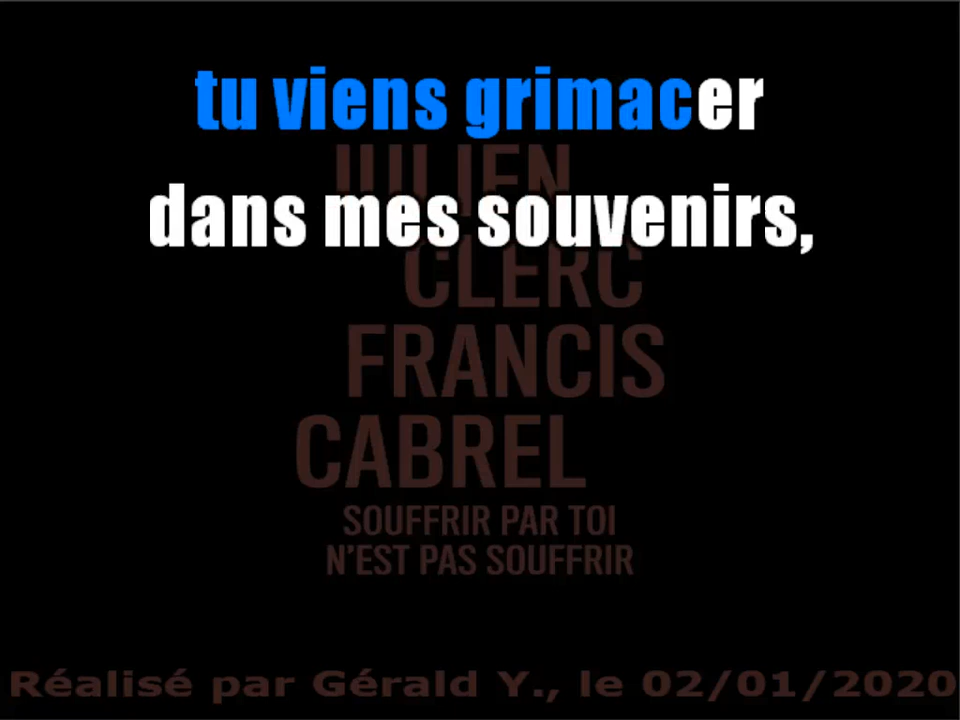 tu viens grimacer
dans mes souvenirs,
JULIEN
CLERC
FRANCIS
CABREL
SOUFFRIR PAR TOI
N'EST PAS SOUFFRIR
Réalisé par Gérald Y., le 02/01/2020